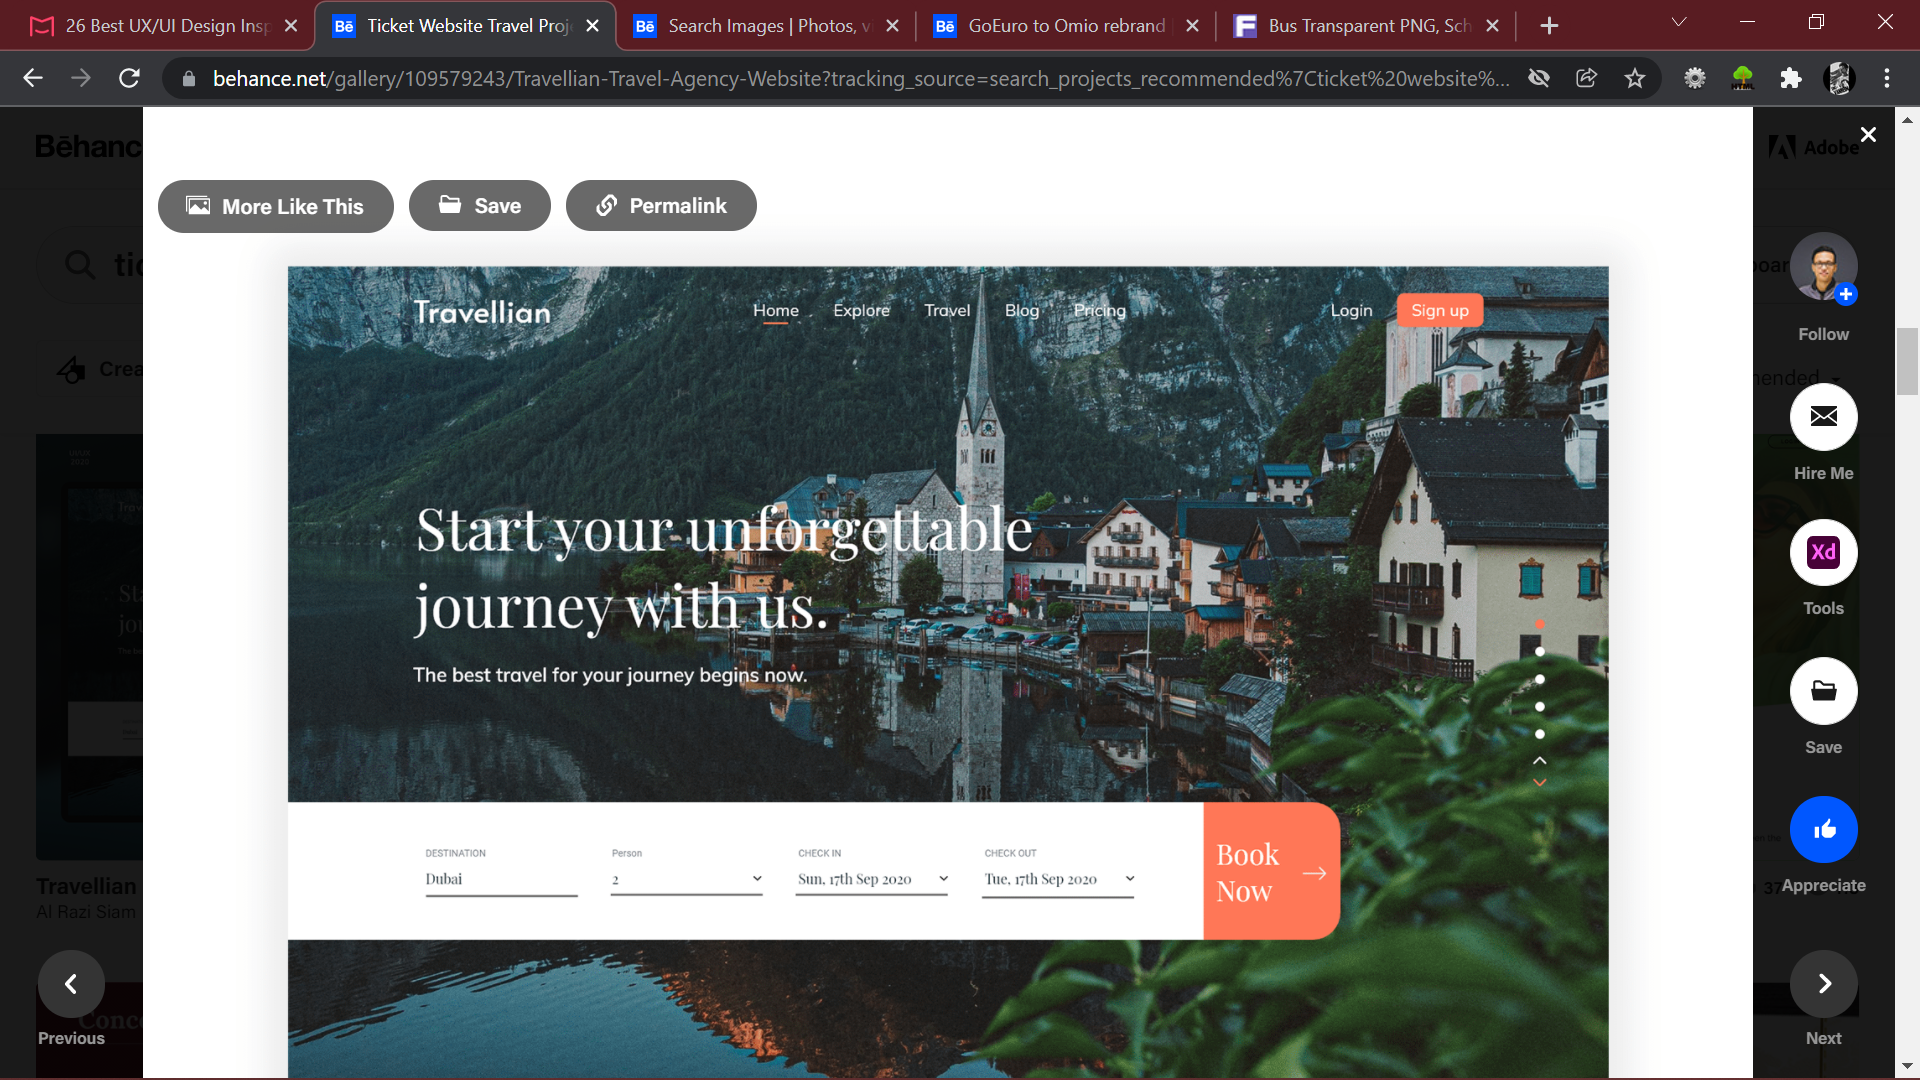 26 Best UX/UI Design Insp
Ticket Website Travel Proj
Search Images | Photos, vi
GoEuro to Omio rebrand
Bus Transparent PNG, Sch
behance.net/gallery/109579243/Travellian-Travel-Agency-Website?tracking_source=search_projects_recommended%7Cticket%20website%...
Bēhanc
Adobe
More Like This
Save
Permalink
tic
Travellian
Home
Explore
Travel
Blog
Pricing
Login
Sign up
Follow
Crea
Hire Me
Xd
Tools
Start your unforgettable
journey with us.
The best travel for your journey begins now.
Save
DESTINATION
Dubai
Person
2
CHECK IN
Sun, 17th Sep 2020
CHECK OUT
Tue, 17th Sep 2020
Book
Now
Appreciate
Travellian
Al Razi Siam
Conce
Previous
Next